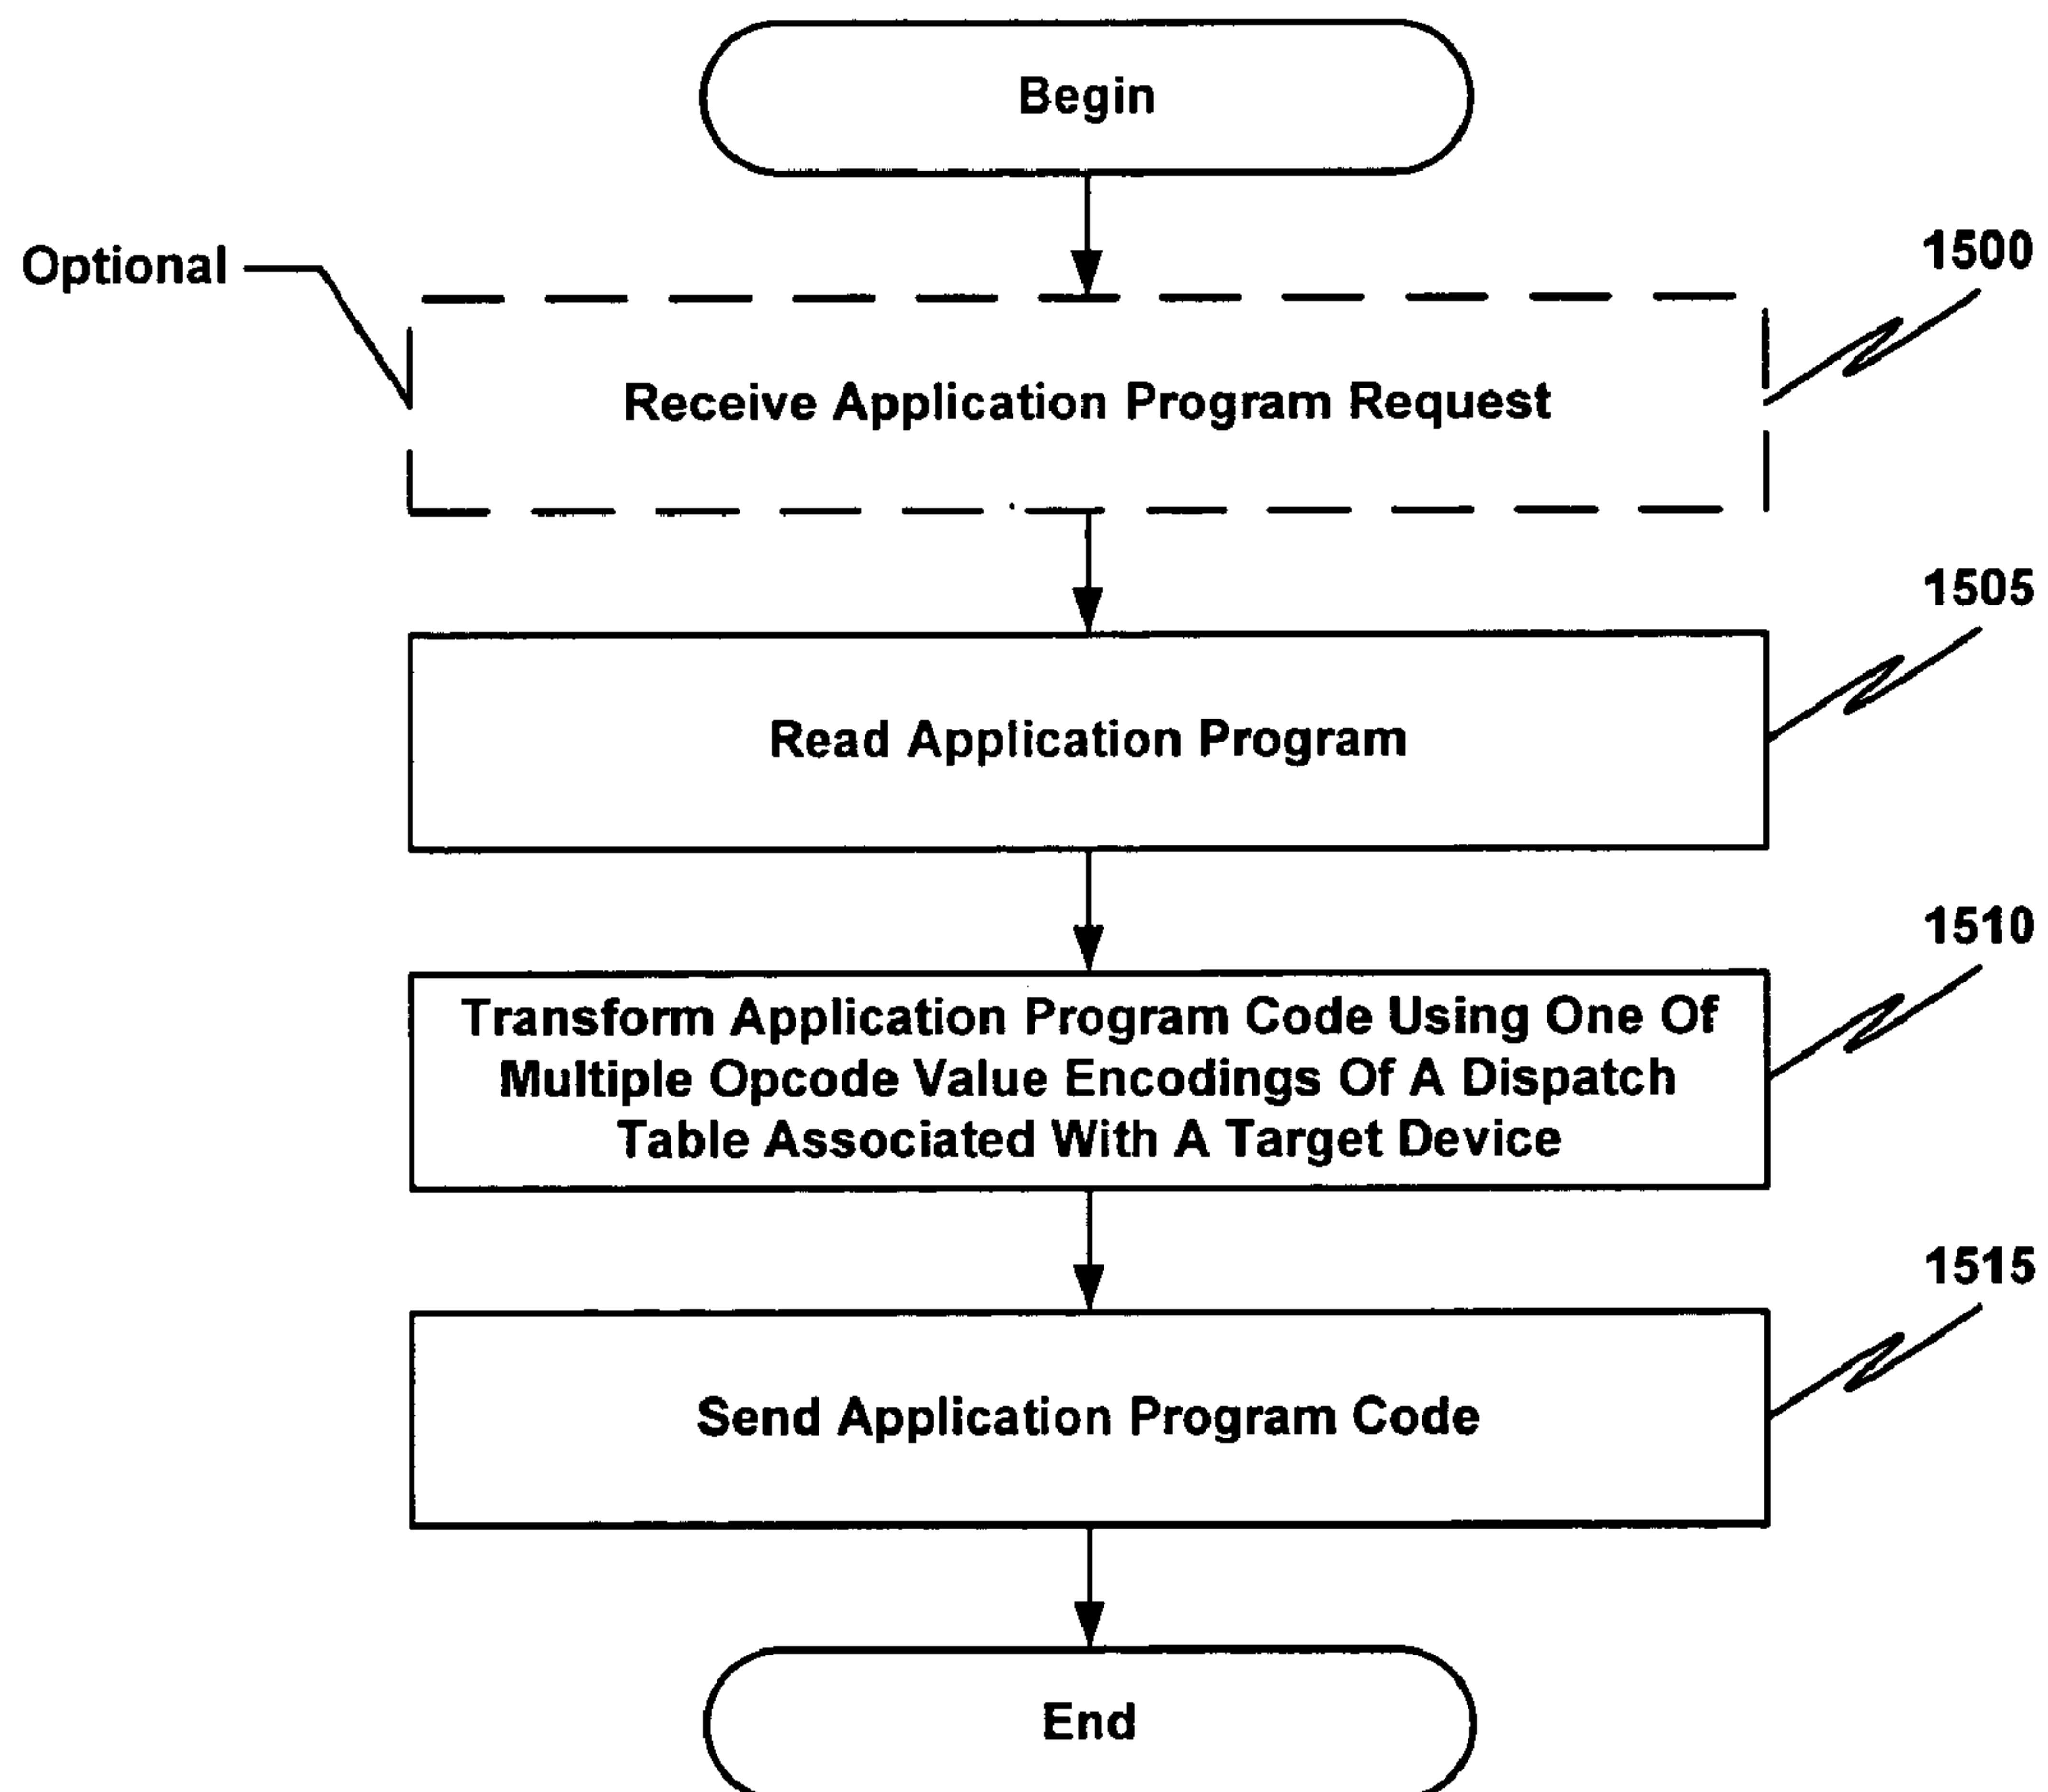 Begin
Optional
1500
Receive Application Program Request
1505
Read Application Program
1510
Transform Application Program Code Using One Of
Multiple Opcode Value Encodings Of A Dispatch
Table Associated With A Target Device
1515
Send Application Program Code
End